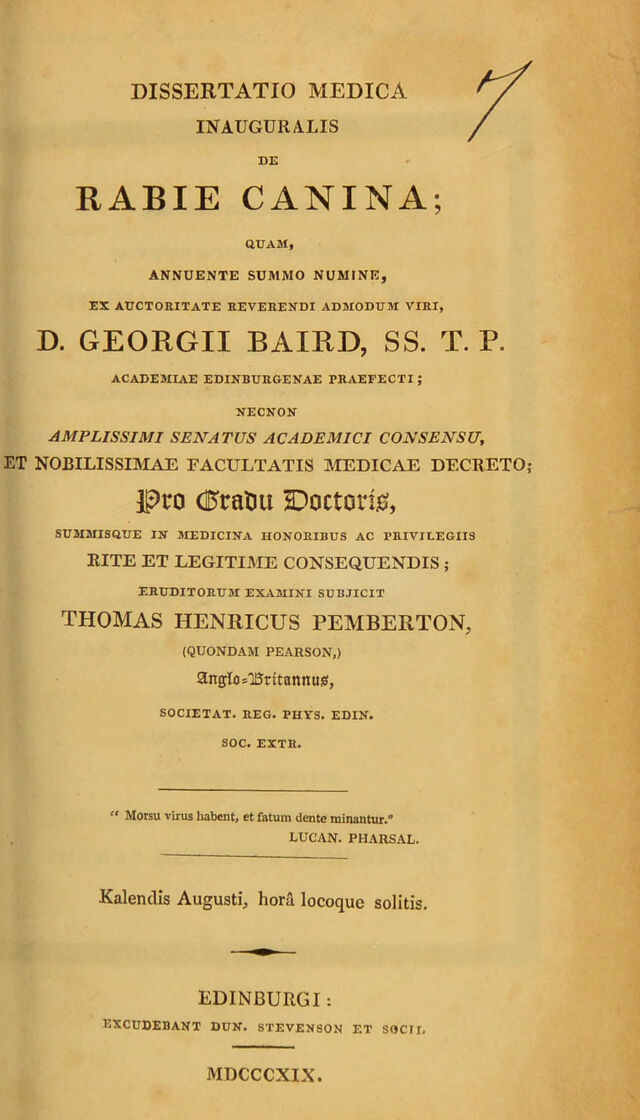 7
DISSERTATIO MEDICA
INAUGURALIS
DE
RABIE CANINA;
QUAM,
ANNUENTE SUMMO NUMINE,
EX AUCTORITATE REVERENDI ADMODUM VIRI,
D. GEORGII BAIRD, SS. T. P.
ACADEMIAE EDINBURGENAE PRAEFECTI;
NECNON
AMPLISSIMI SENATUS ACADEMICI CONSENSU,
ET NOBILISSIMAE FACULTATIS MEDICAE DECRETO;
Pro Gradu Doctoris,
SUMMISQUE IN MEDICINA HONORIBUS AC PRIVILEGIIS
RITE ET LEGITIME CONSEQUENDIS;
ERUDITORUM EXAMINI SUBJICIT
THOMAS HENRICUS PEMBERTON,
(QUONDAM PEARSON,)
Anglo-Britannus,
SOCIETAT. REG. PHYS. EDIN.
SOC. EXTR.
“ Morsu virus habent, et fatum dente minantur.”
LUCAN. PHARSAL.
Kalendis Augusti, horâ locoque solitis.
EDINBURGI:
EXCUDEBANT DUN. STEVENSON ET SOCII.
MDCCCXIX.